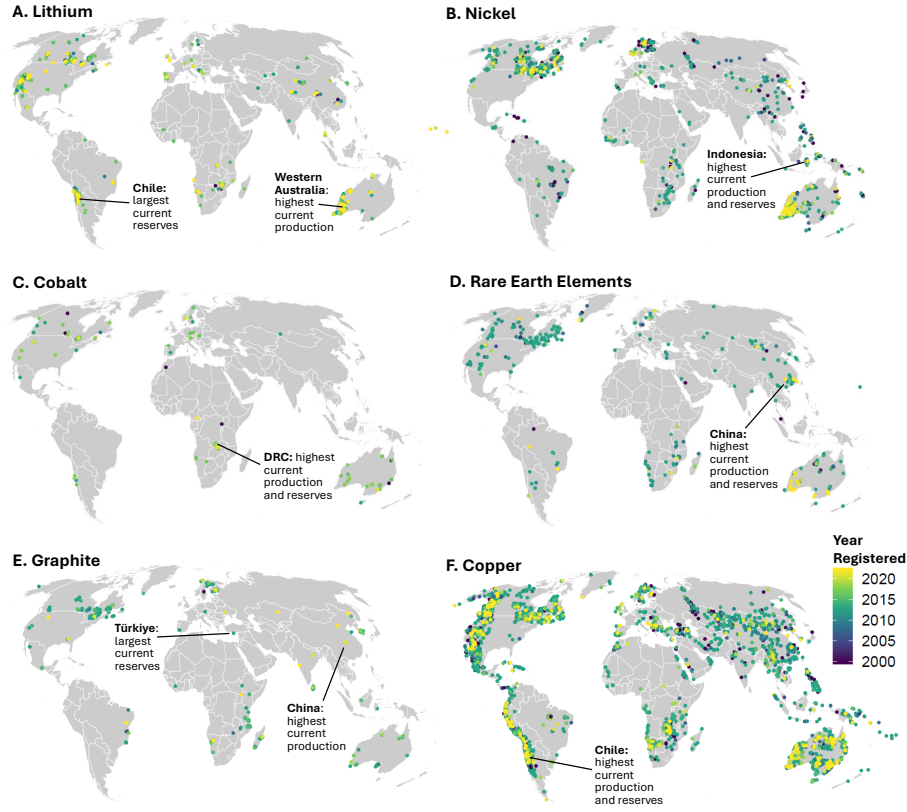 A. Lithium
Chile:
largest
current
reserves
Western
Australia:
highest
current
production
B. Nickel
Indonesia:
highest
current
production
and reserves
C. Cobalt
DRC: highest
current
production
and reserves
D. Rare Earth Elements
China:
highest
current
production
and reserves
E. Graphite
Türkiye:
largest
current
reserves
China:
highest
current
production
F. Copper
Chile:
highest
current
production
and reserves
Year
Registered
2020
2015
2010
2005
2000